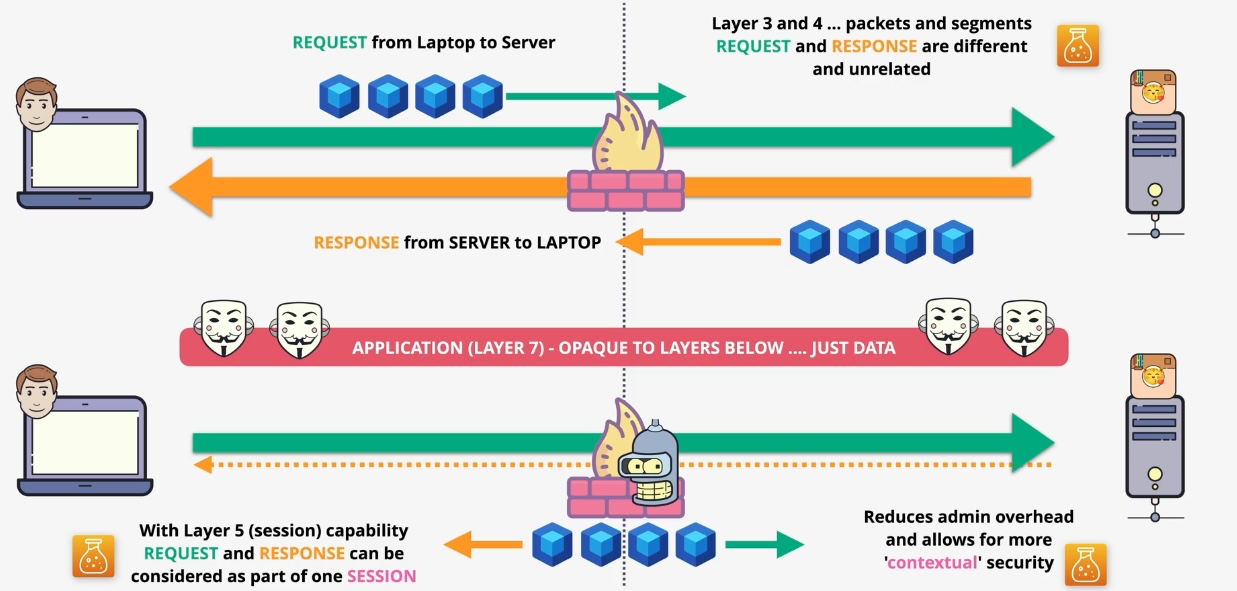 REQUEST from Laptop to Server
Layer 3 and 4 ... packets and segments
REQUEST and RESPONSE are different
and unrelated
RESPONSE from SERVER to LAPTOP
APPLICATION (LAYER 7) - OPAQUE TO LAYERS BELOW .... JUST DATA
With Layer 5 (session) capability
REQUEST and RESPONSE can be
considered as part of one SESSION
Reduces admin overhead
and allows for more
'contextual' security